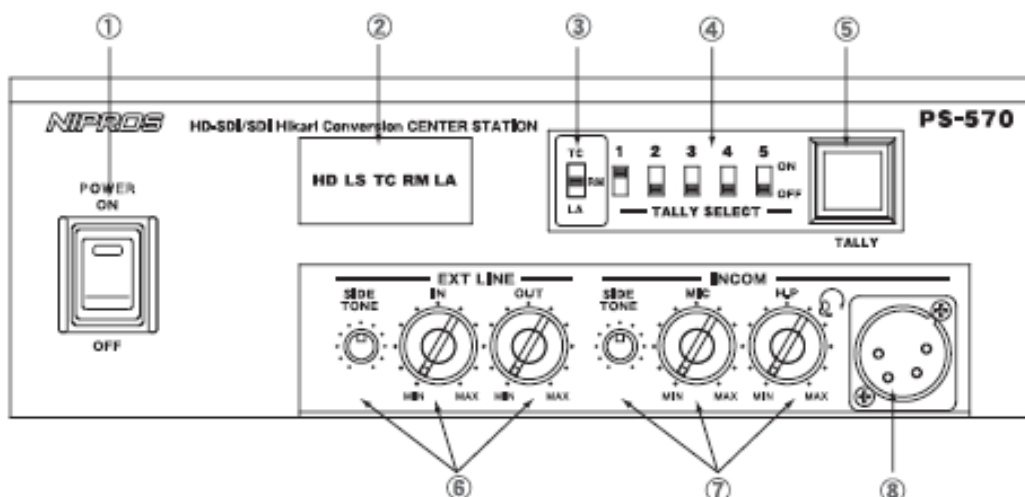 ① ② ③ ④ ⑤
NIPROS HD-SDI/SDI Hikari Conversion CENTER STATION PS-570
POWER
ON
OFF
HD LS TC RM LA
TC
RM
LA
1 2 3 4 5
ON
OFF
TALLY SELECT
TALLY
EXT LINE
SIDE TONE
IN
OUT
MIN MAX MIN MAX
INCOM
SIDE TONE
MIC
H.P
MIN MAX MIN MAX
⑥ ⑦ ⑧